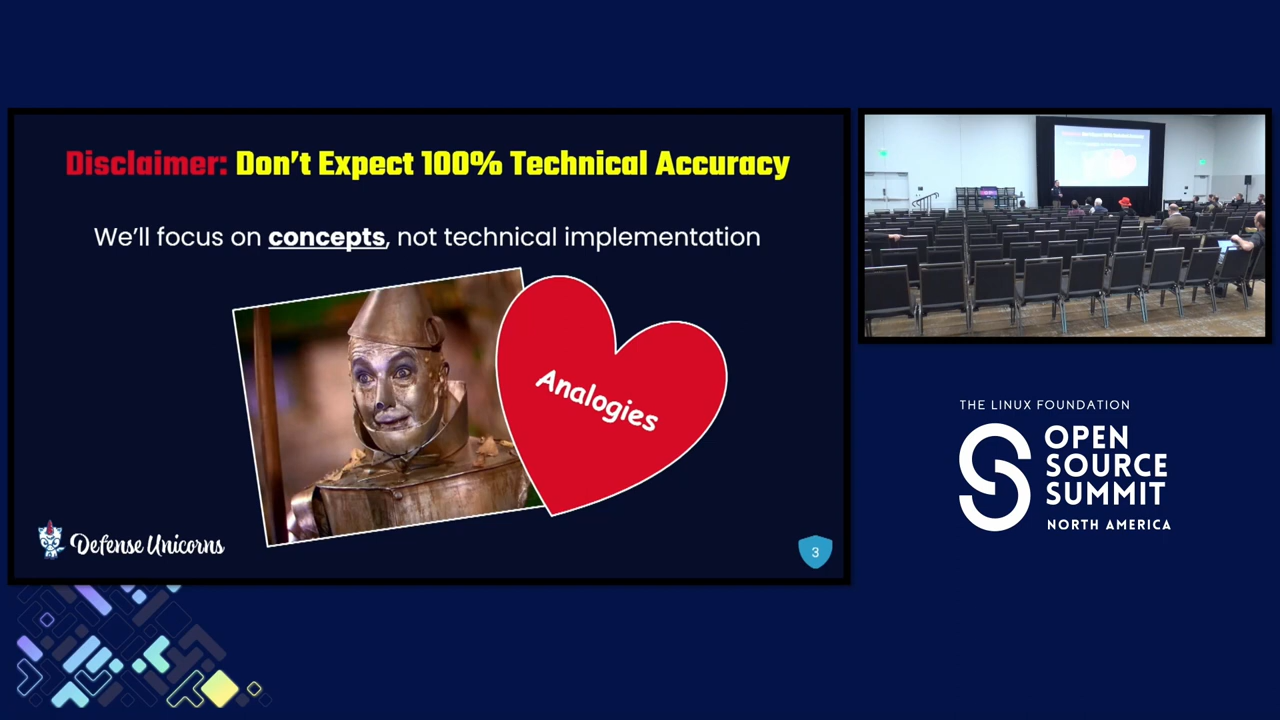 Disclaimer: Don't Expect 100% Technical Accuracy
We'll focus on concepts, not technical implementation
Analogies
Defense Unicorns
3
THE LINUX FOUNDATION
OPEN
SOURCE
SUMMIT
NORTH AMERICA